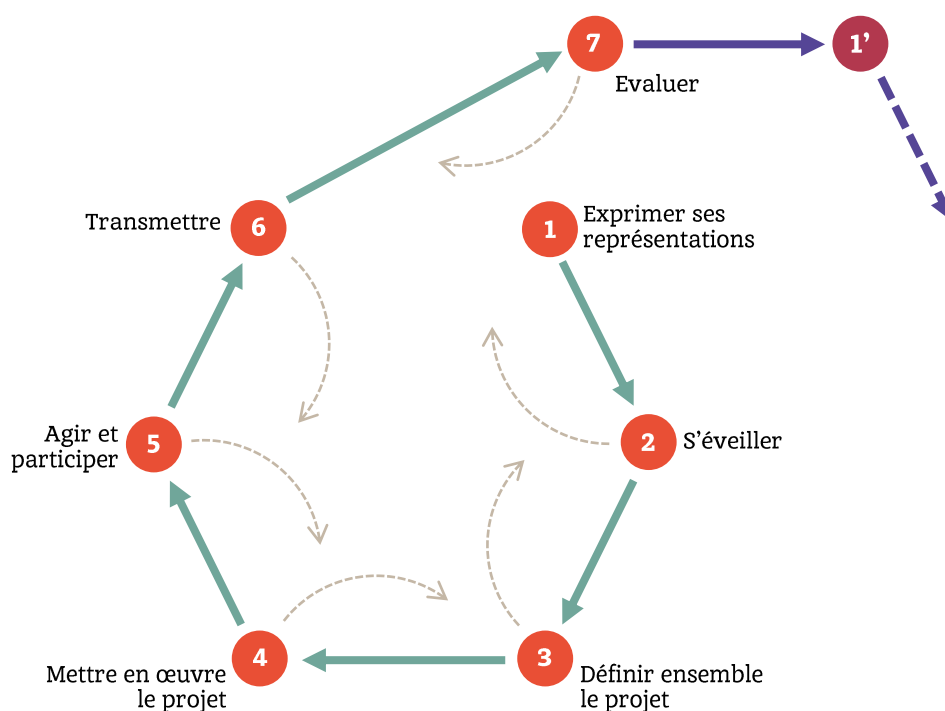 7
Evaluer
1’
1
Exprimer ses
représentations
2
S’éveiller
3
Définir ensemble
le projet
4
Mettre en œuvre
le projet
5
Agir et
participer
6
Transmettre